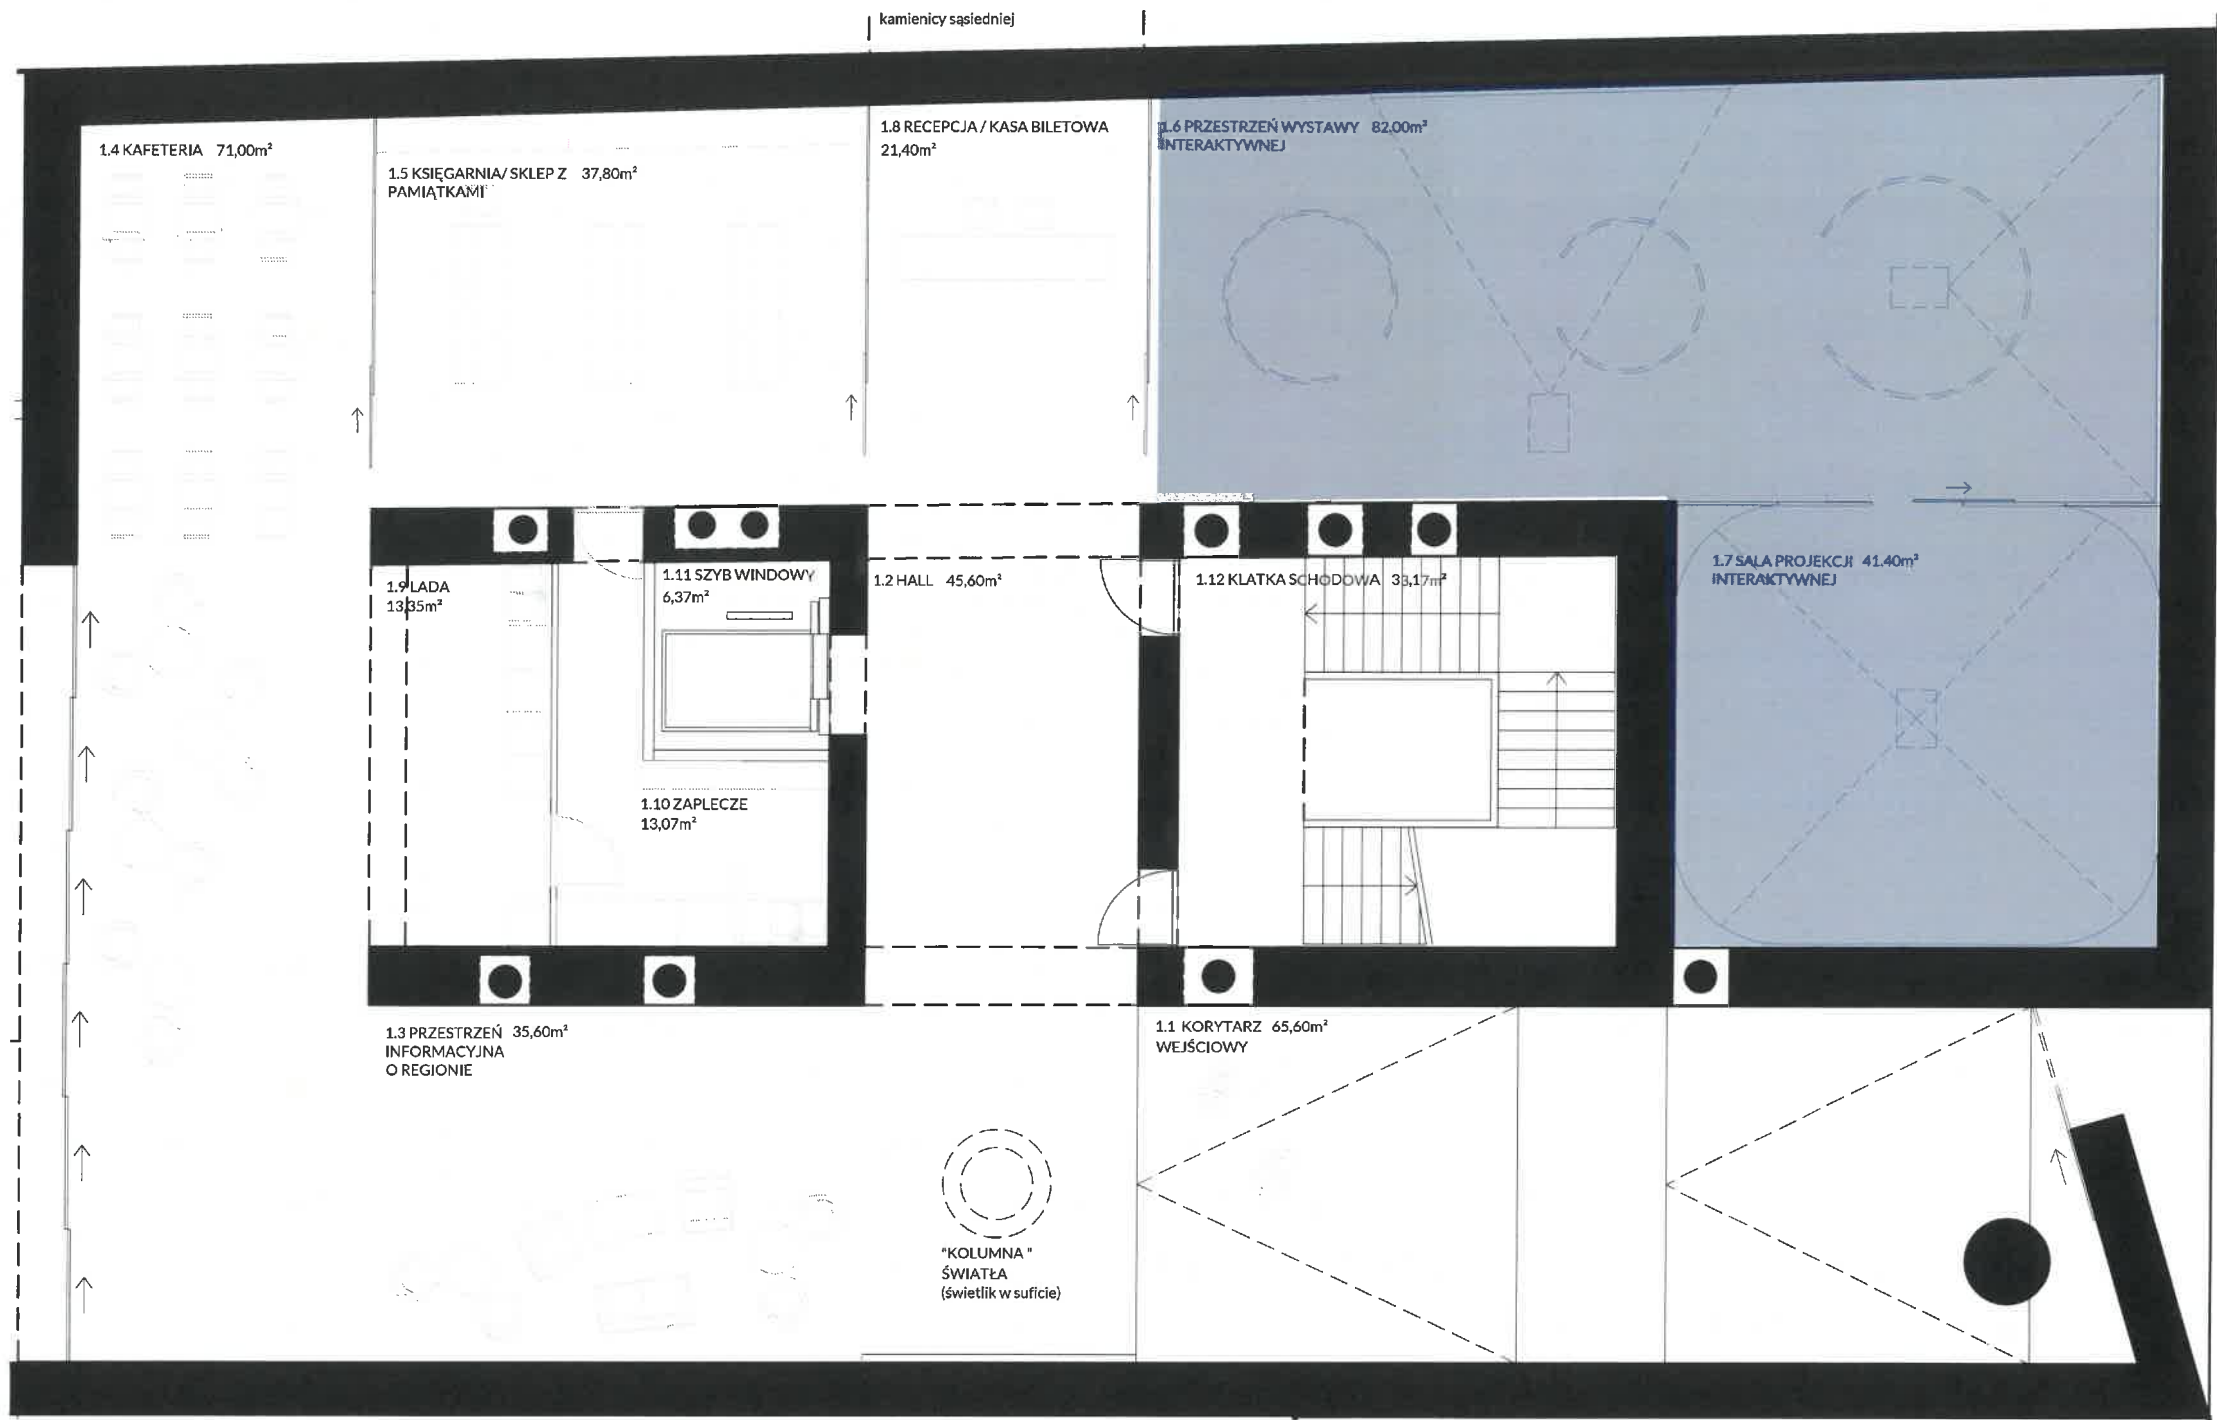 kamienicy sąsiedniej
1.4 KAFETERIA 71,00m²
1.5 KSIĘGARNIA/ SKLEP Z 37,80m²
PAMIĄTKAMI
1.8 RECEPCJA / KASA BILETOWA
21,40m²
1.6 PRZESTRZEŃ WYSTAWY 82,00m²
INTERAKTYWNEJ
1.9 LADA
13,35m²
1.11 SZYB WINDOWY
6,37m²
1.2 HALL 45,60m²
1.12 KLATKA SCHODOWA 33,17m²
1.7 SALA PROJEKCJI 41.40m²
INTERAKTYWNEJ
1.10 ZAPLECZE
13,07m²
1.3 PRZESTRZEŃ 35,60m²
INFORMACYJNA
O REGIONIE
1.1 KORYTARZ 65,60m²
WEJŚCIOWY
"KOLUMNA "
ŚWIATŁA
(świetlik w suficie)